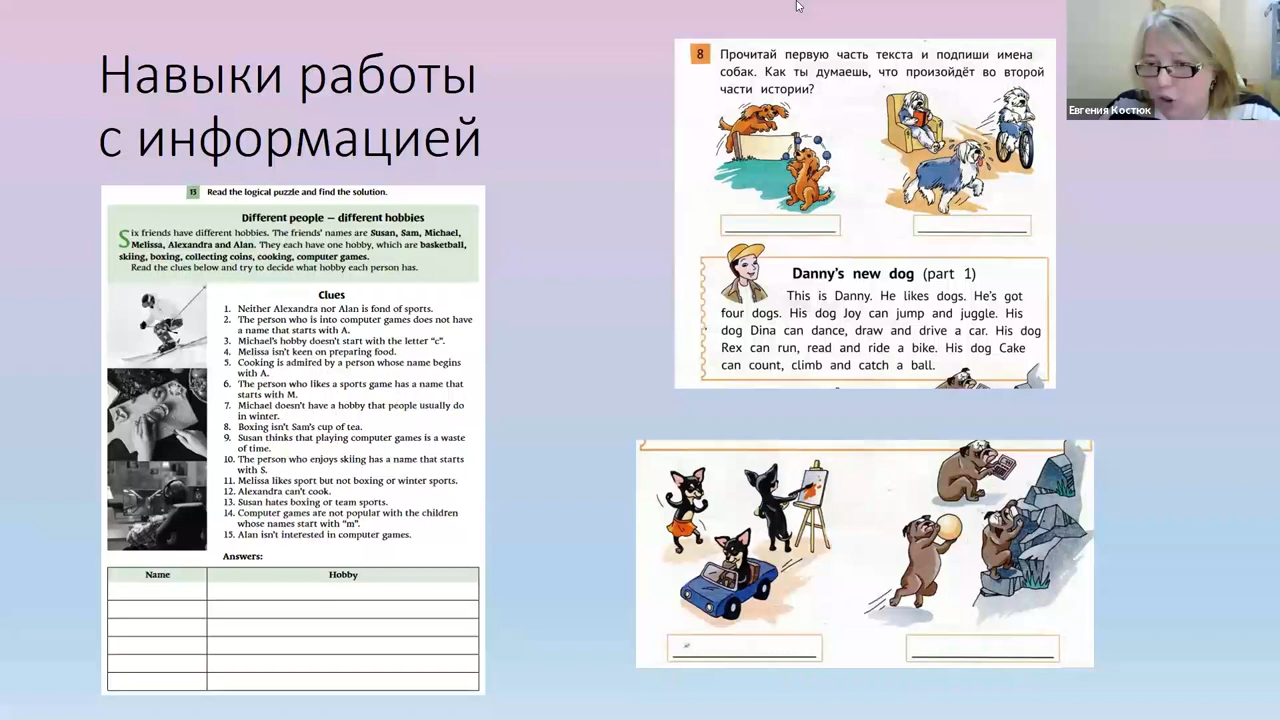 Навыки работы
с информацией
13 Read the logical puzzle and find the solution.
Different people – different hobbies
Six friends have different hobbies. The friends' names are Susan, Sam, Michael,
Melissa, Alexandra and Alan. They each have one hobby, which are basketball,
skiing, boxing, collecting coins, cooking, computer games.
Read the clues below and try to decide what hobby each person has.
Clues
1. Neither Alexandra nor Alan is fond of sports.
2. The person who is into computer games does not have
a name that starts with A.
3. Michael's hobby doesn't start with the letter "c".
4. Melissa isn't keen on preparing food.
5. Cooking is admired by a person whose name begins
with A.
6. The person who likes a sports game has a name that
starts with M.
7. Michael doesn't have a hobby that people usually do
in winter.
8. Boxing isn't Sam's cup of tea.
9. Susan thinks that playing computer games is a waste
of time.
10. The person who enjoys skiing has a name that starts
with S.
11. Melissa likes sport but not boxing or winter sports.
12. Alexandra can't cook.
13. Susan hates boxing or team sports.
14. Computer games are not popular with the children
whose names start with "m".
15. Alan isn't interested in computer games.
Answers:
Name Hobby
8 Прочитай первую часть текста и подпиши имена
собак. Как ты думаешь, что произойдёт во второй
части истории?
Danny's new dog (part 1)
This is Danny. He likes dogs. He's got
four dogs. His dog Joy can jump and juggle. His
dog Dina can dance, draw and drive a car. His dog
Rex can run, read and ride a bike. His dog Cake
can count, climb and catch a ball.
Евгения Костюк